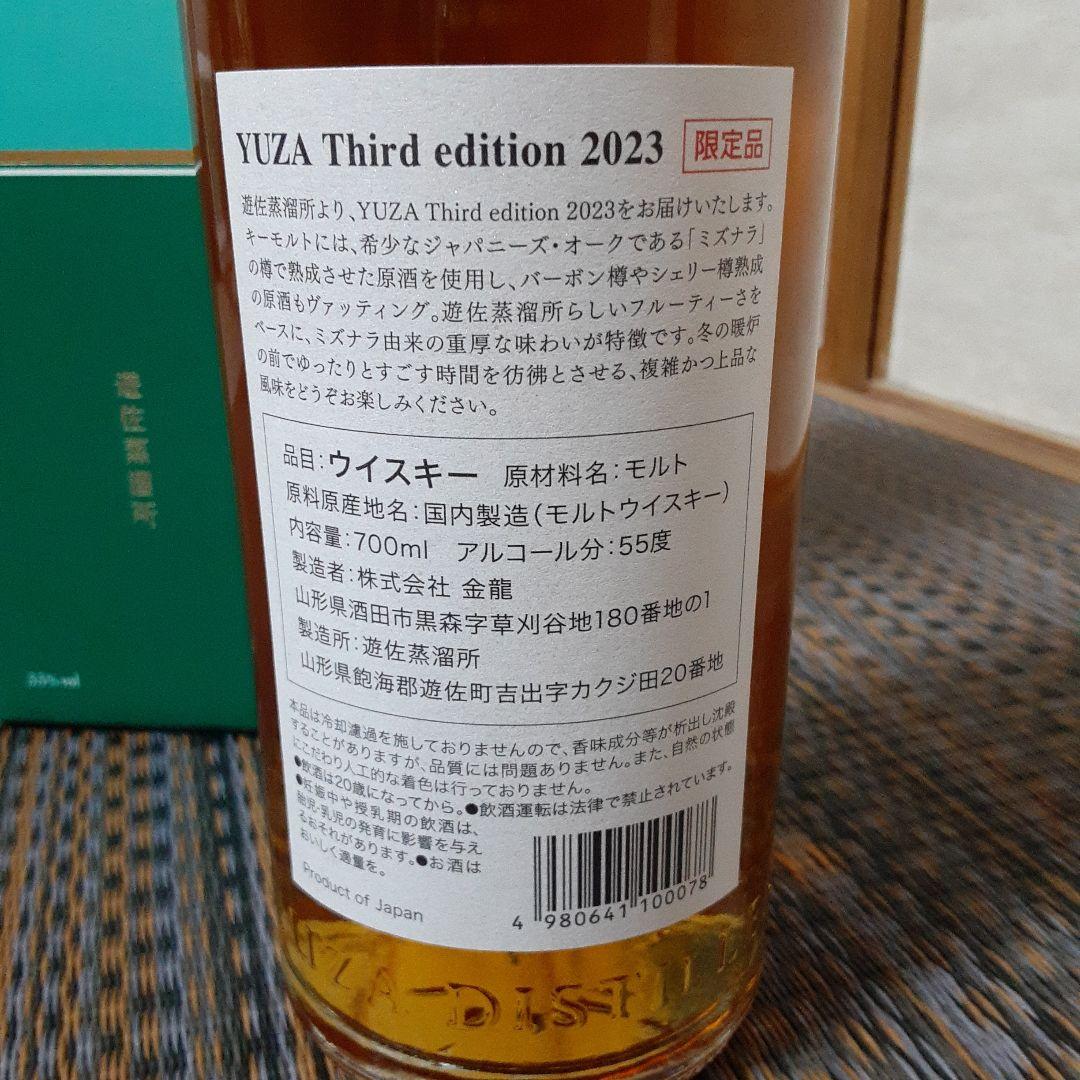 YUZA Third edition 2023 限定品
遊佐蒸溜所より、YUZA Third edition 2023をお届けいたします。
キーモルトには、希少なジャパニーズ・オークである「ミズナラ」
の樽で熟成させた原酒を使用し、バーボン樽やシェリー樽熟成
の原酒もヴァッティング。遊佐蒸溜所らしいフルーティーさを
ベースに、ミズナラ由来の重厚な味わいが特徴です。冬の暖炉
の前でゆったりとすごす時間を彷彿とさせる、複雑かつ上品な
風味をどうぞお楽しみください。
品目:ウイスキー 原材料名:モルト
原料原産地名:国内製造(モルトウイスキー)
内容量:700ml アルコール分:55度
製造者:株式会社 金龍
山形県酒田市黒森字草刈谷地180番地の1
製造所:遊佐蒸溜所
山形県飽海郡遊佐町吉出字カクジ田20番地
本品は冷却濾過を施しておりませんので、香味成分等が析出し沈殿
することがありますが、品質には問題ありません。また、自然の状態
にこだわり人工的な着色は行っておりません。
●飲酒は20歳になってから。●飲酒運転は法律で禁止されています。
●妊娠中や授乳期の飲酒は、
胎児・乳児の発育に影響を与え
るおそれがあります。●お酒は
おいしく適量を。
Product of Japan
4 980641 100078
YUZA DISTILL
遊佐蒸溜所